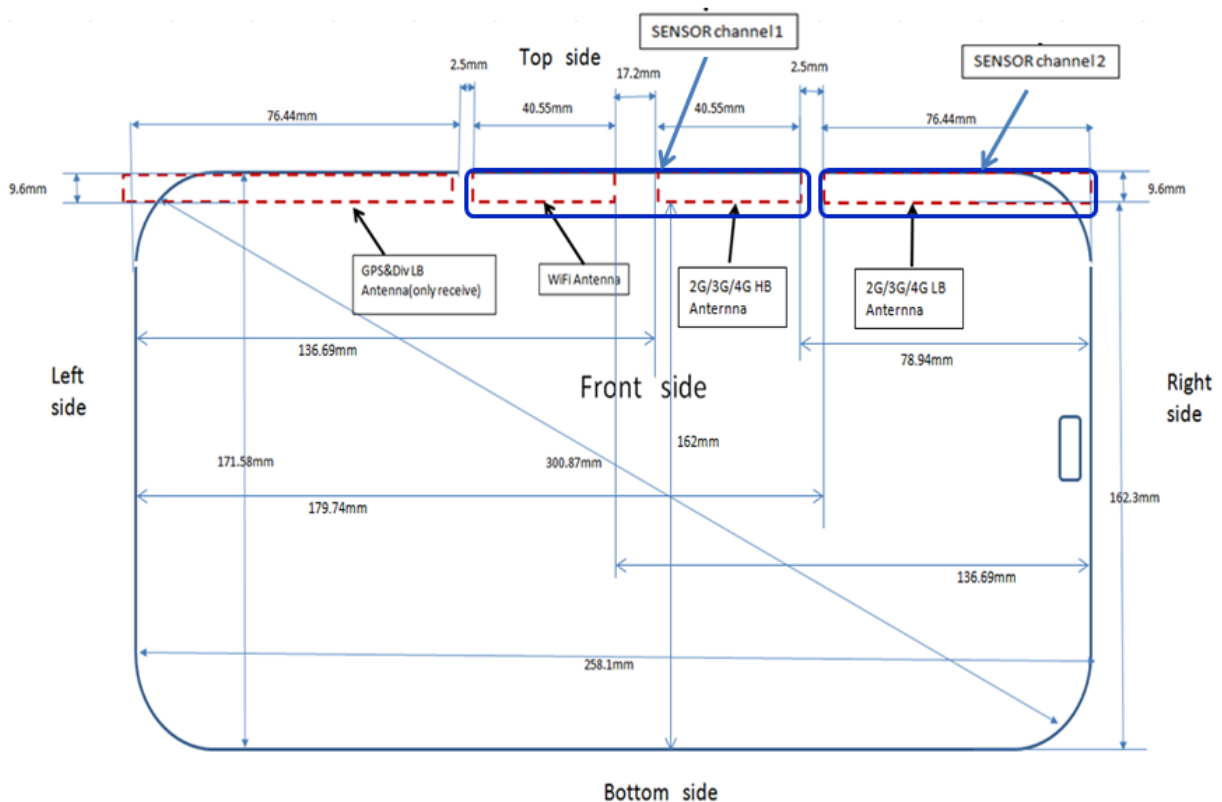 SENSOR channel 1
Top side
SENSOR channel 2
2.5mm
17.2mm
2.5mm
76.44mm
40.55mm
40.55mm
76.44mm
9.6mm
9.6mm
GPS&Div LB
Antenna(only receive)
WiFi Antenna
2G/3G/4G HB
Anternna
2G/3G/4G LB
Anternna
136.69mm
78.94mm
Left
side
Front side
Right
side
171.58mm
300.87mm
162mm
162.3mm
179.74mm
136.69mm
258.1mm
Bottom side